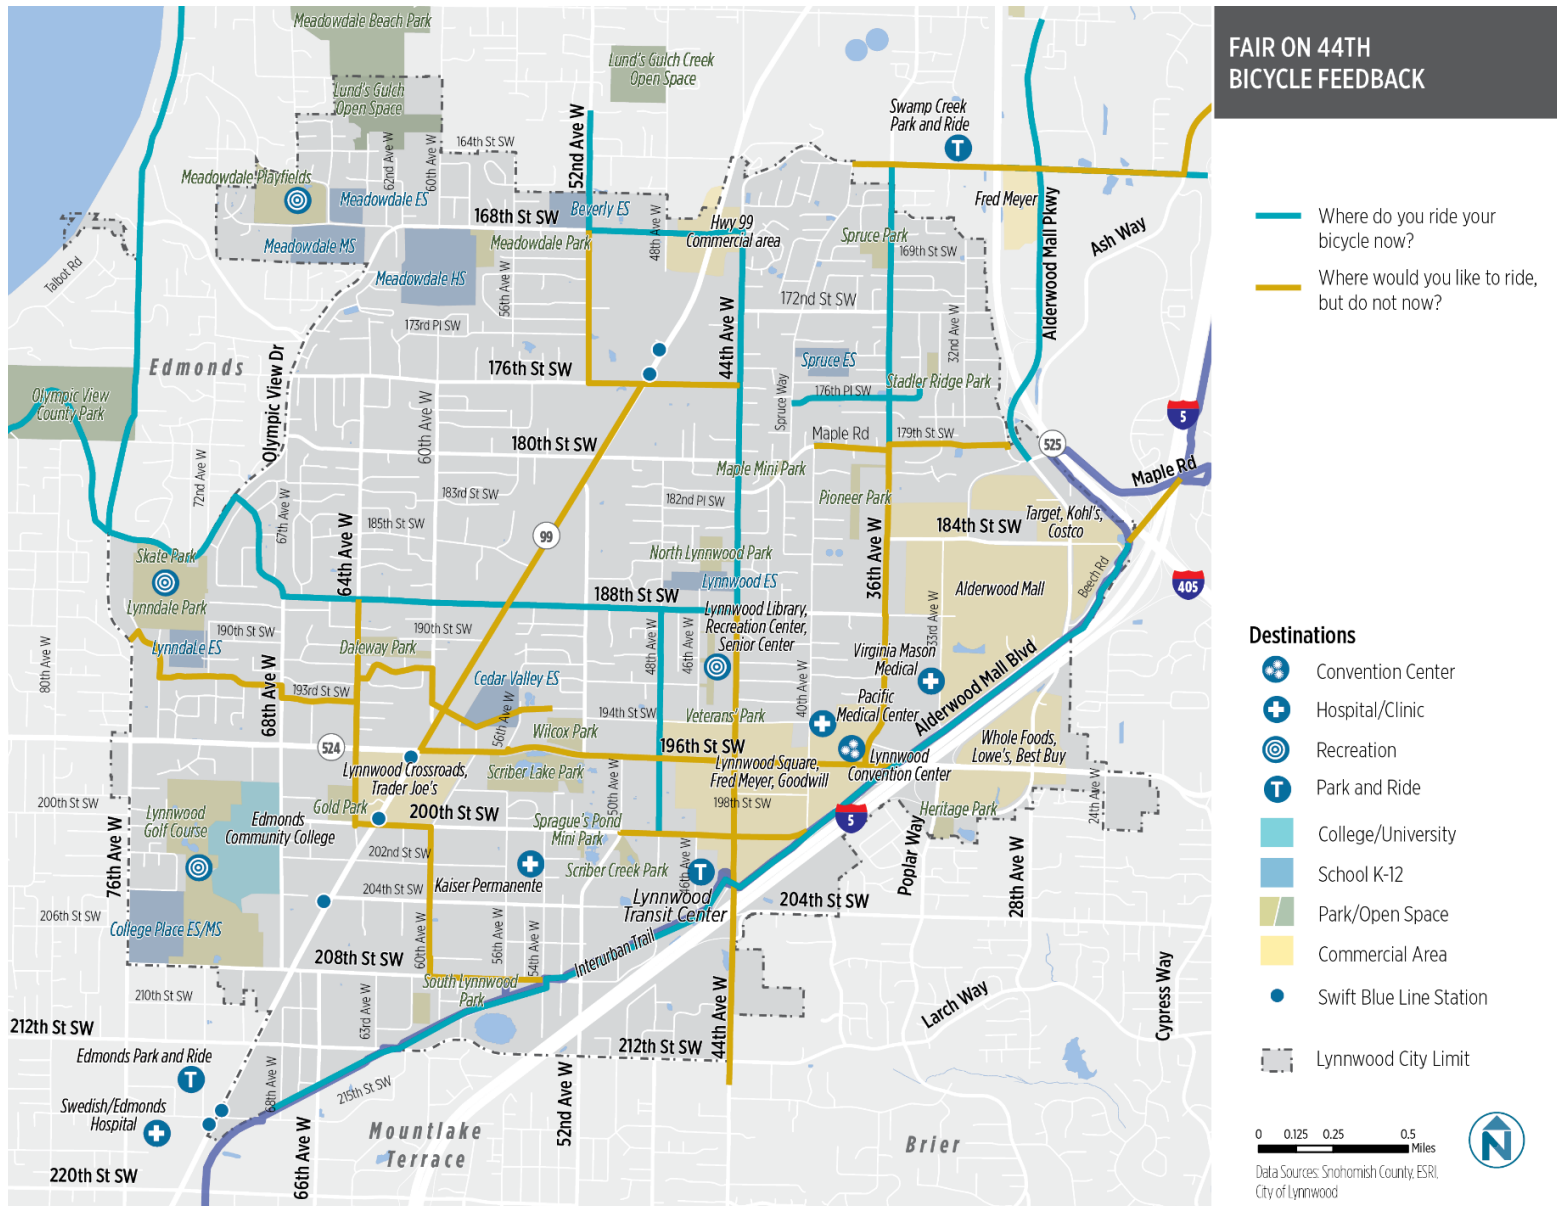 FAIR ON 44TH
BICYCLE FEEDBACK
Where do you ride your
bicycle now?
Where would you like to ride,
but do not now?
Destinations
Convention Center
Hospital/Clinic
Recreation
T
Park and Ride
College/University
School K-12
Park/Open Space
Commercial Area
Swift Blue Line Station
Lynnwood City Limit
0 0.125 0.25 0.5
Miles
N
Data Sources: Snohomish County, ESRI,
City of Lynnwood
Meadowdale Beach Park
Lund's Gulch
Open Space
Lund's Gulch Creek
Open Space
Swamp Creek
Park and Ride
T
52nd Ave W
164th St SW
62nd Ave W
60th Ave W
Meadowdale Playfields
Meadowdale ES
Beverly ES
168th St SW
Meadowdale MS
Meadowdale Park
48th Ave W
Hwy 99
Commercial area
Fred Meyer
Alderwood Mall Pkwy
Ash Way
Spruce Park
169th St SW
Talbot Rd
Meadowdale HS
56th Ave W
173rd Pl SW
172nd St SW
44th Ave W
32nd Ave W
Edmonds
Olympic View Dr
176th St SW
Spruce ES
176th Pl SW
Stadler Ridge Park
Spruce Way
Olympic View
County Park
60th Ave W
180th St SW
Maple Rd
179th St SW
525
5
Maple Rd
72nd Ave W
Maple Mini Park
183rd St SW
182nd Pl SW
Pioneer Park
67th Ave W
64th Ave W
185th St SW
99
36th Ave W
184th St SW
Target, Kohl's,
Costco
Skate Park
North Lynnwood Park
Lynnwood ES
Alderwood Mall
Beech Rd
405
Lynndale Park
188th St SW
Lynnwood Library,
Recreation Center,
Senior Center
33rd Ave W
190th St SW
190th St SW
Lynndale ES
Daleway Park
48th Ave W
46th Ave W
Virginia Mason
Medical
80th Ave W
68th Ave W
193rd St SW
Cedar Valley ES
56th Ave W
194th St SW
Veterans' Park
40th Ave W
Pacific
Medical Center
Alderwood Mall Blvd
Wilcox Park
524
196th St SW
Lynnwood Crossroads,
Trader Joe's
Scriber Lake Park
Lynnwood Square,
Fred Meyer, Goodwill
Lynnwood
Convention Center
Whole Foods,
Lowe's, Best Buy
200th St SW
Lynnwood
Golf Course
Edmonds
Community College
Gold Park
200th St SW
50th Ave W
198th St SW
5
Heritage Park
24th Ave W
Sprague's Pond
Mini Park
76th Ave W
202nd St SW
Scriber Creek Park
46th Ave W
T
Poplar Way
28th Ave W
204th St SW
Kaiser Permanente
Lynnwood
Transit Center
204th St SW
206th St SW
College Place ES/MS
60th Ave W
56th Ave W
54th Ave W
Interurban Trail
208th St SW
South Lynnwood
Park
210th St SW
63rd Ave W
44th Ave W
Larch Way
Cypress Way
212th St SW
212th St SW
Edmonds Park and Ride
T
68th Ave W
215th St SW
52nd Ave W
Swedish/Edmonds
Hospital
66th Ave W
Mountlake
Terrace
Brier
220th St SW